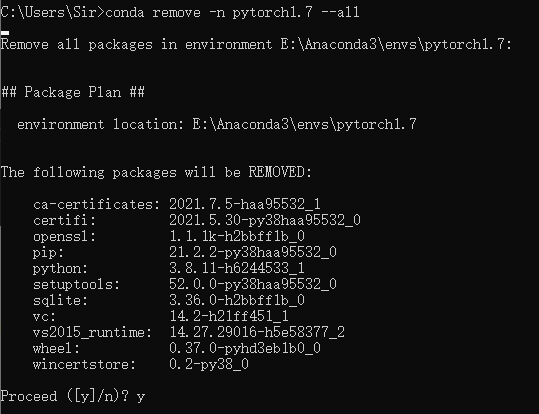 C:\Users\Sir>conda remove -n pytorch1.7 --all
Remove all packages in environment E:\Anaconda3\envs\pytorch1.7:
## Package Plan ##
environment location: E:\Anaconda3\envs\pytorch1.7
The following packages will be REMOVED:
ca-certificates: 2021.7.5-haa95532_1
certifi: 2021.5.30-py38haa95532_0
openssl: 1.1.1k-h2bbff1b_0
pip: 21.2.2-py38haa95532_0
python: 3.8.11-h6244533_1
setuptools: 52.0.0-py38haa95532_0
sqlite: 3.36.0-h2bbff1b_0
vc: 14.2-h21ff451_1
vs2015_runtime: 14.27.29016-h5e58377_2
wheel: 0.37.0-pyhd3eb1b0_0
wincertstore: 0.2-py38_0
Proceed ([y]/n)? y